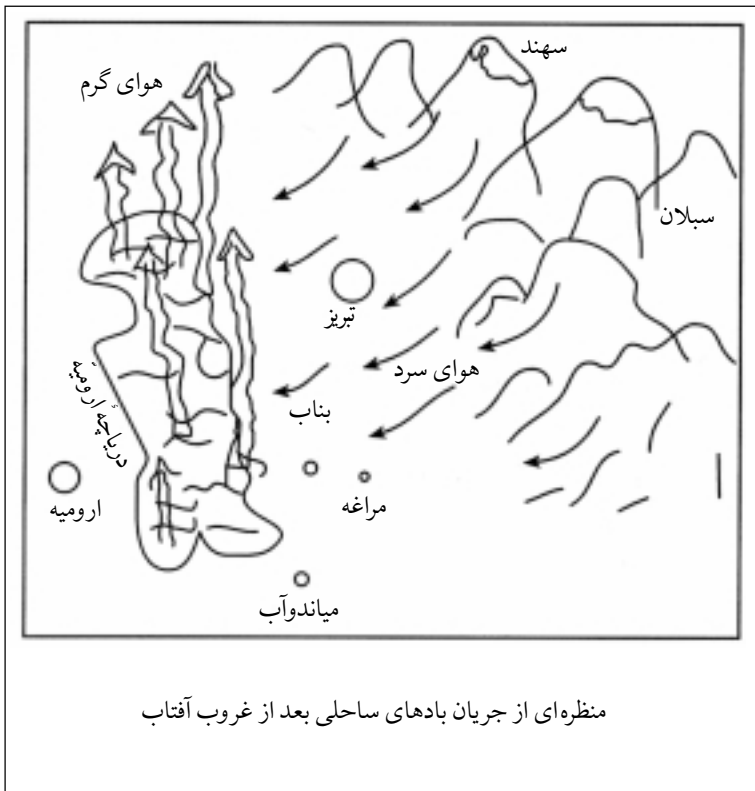 سهند
هوای گرم
سبلان
تبریز
هوای سرد
دریاچهٔ ارومیّه
بناب
ارومیه
مراغه
میاندوآب
منظره‌ای از جریان بادهای ساحلی بعد از غروب آفتاب